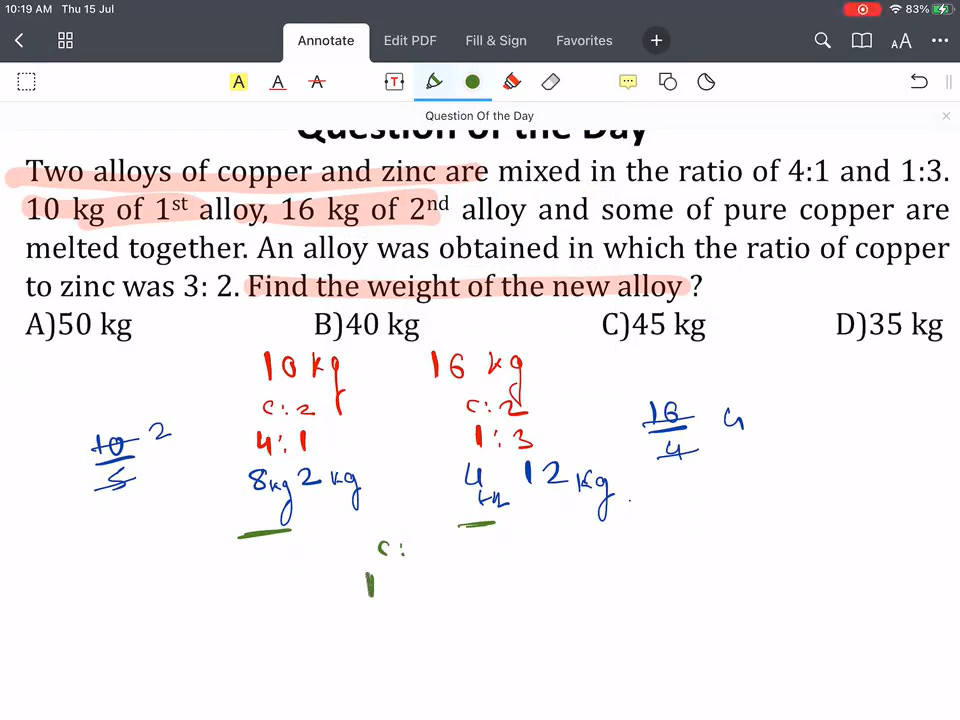 10:19 AM Thu 15 Jul 83%
Annotate Edit PDF Fill & Sign Favorites +
Question Of the Day
Question of the Day
Two alloys of copper and zinc are mixed in the ratio of 4:1 and 1:3.
10 kg of 1st alloy, 16 kg of 2nd alloy and some of pure copper are
melted together. An alloy was obtained in which the ratio of copper
to zinc was 3: 2. Find the weight of the new alloy ?
A)50 kg B)40 kg C)45 kg D)35 kg
10 kg 16 kg
c:z c:z
4:1 1:3
10/5 2 16/4 4
8kg 2 kg 4 kg 12 kg
c:
1